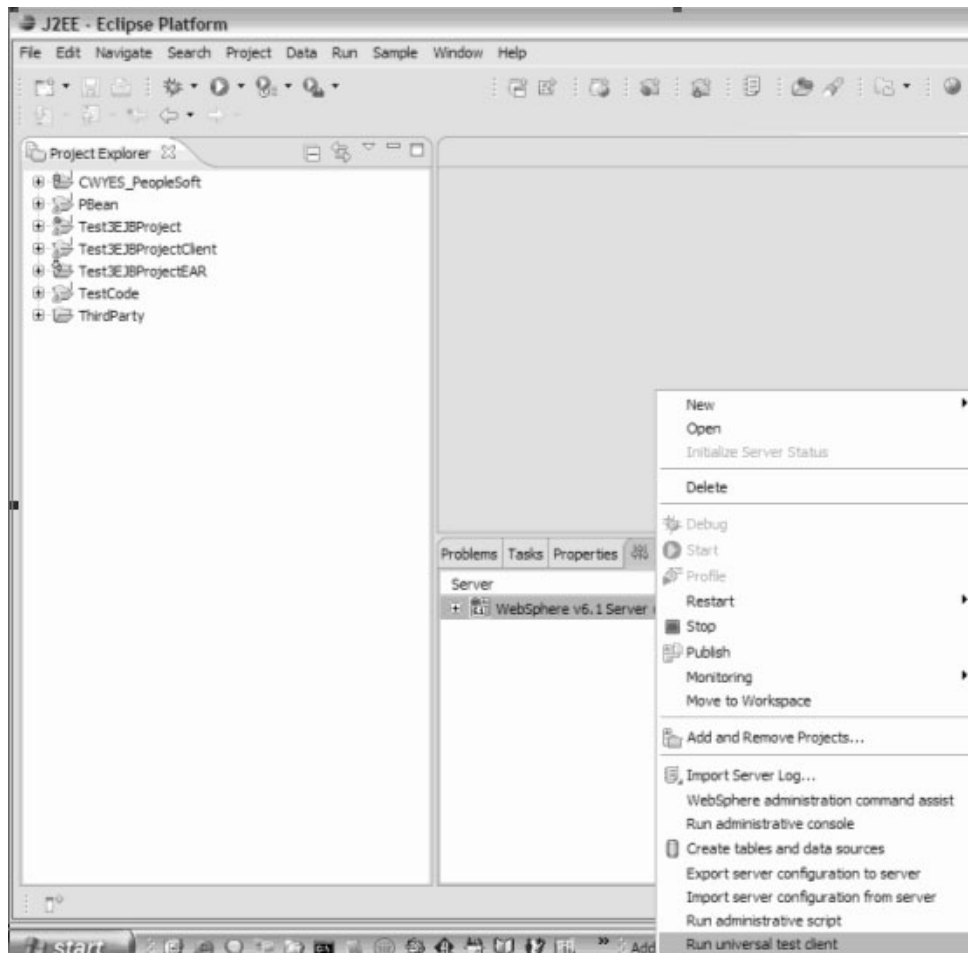 J2EE - Eclipse Platform
File Edit Navigate Search Project Data Run Sample Window Help
Project Explorer
CWYES_PeopleSoft
PBean
Test3EJBProject
Test3EJBProjectClient
Test3EJBProjectEAR
TestCode
ThirdParty
Problems Tasks Properties
Server
WebSphere v6.1 Server
New
Open
Initialize Server Status
Delete
Debug
Start
Profile
Restart
Stop
Publish
Monitoring
Move to Workspace
Add and Remove Projects...
Import Server Log...
WebSphere administration command assist
Run administrative console
Create tables and data sources
Export server configuration to server
Import server configuration from server
Run administrative script
Run universal test client
start
Add